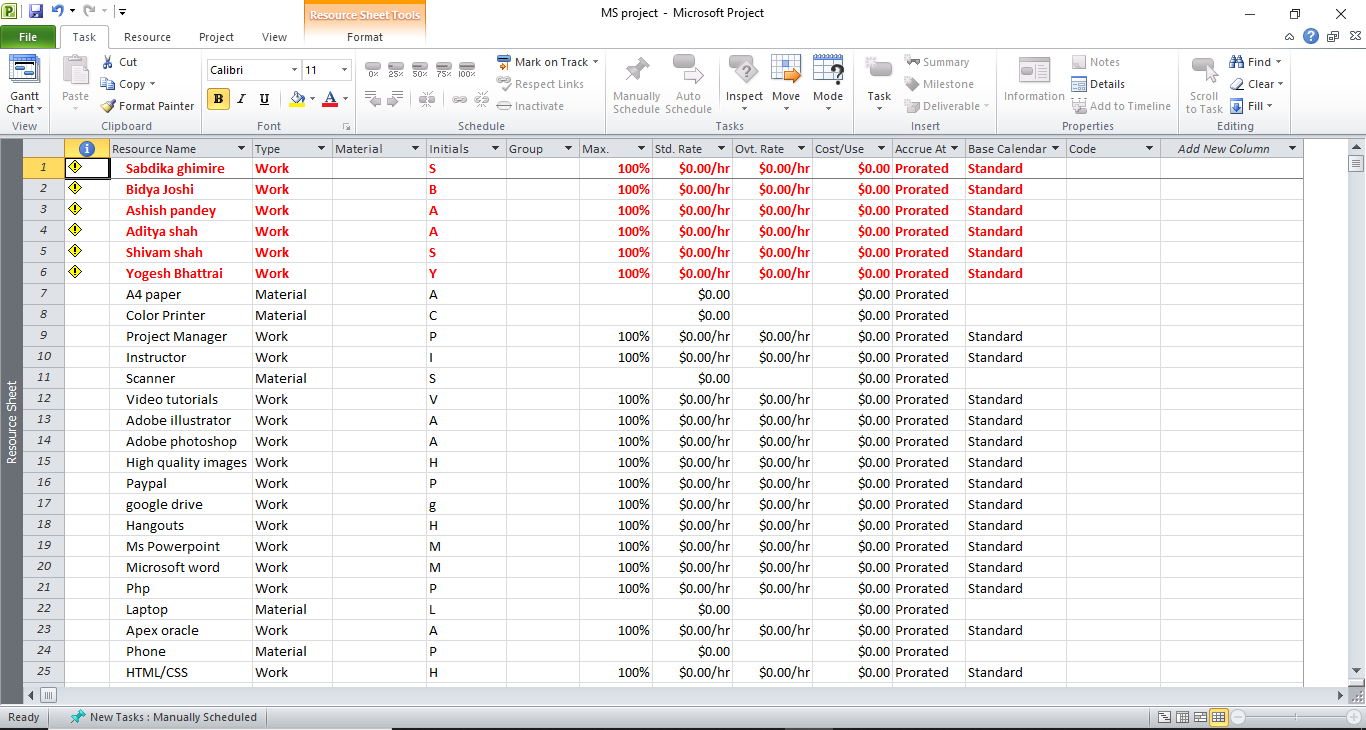 Resource Sheet Tools
MS project - Microsoft Project
File Task Resource Project View Format
Gantt Chart
View
Paste
Cut
Copy
Format Painter
Clipboard
Calibri 11
B I U A
Font
0% 25% 50% 75% 100%
Mark on Track
Respect Links
Inactivate
Schedule
Manually Schedule
Auto Schedule
Inspect Move Mode
Tasks
Task
Summary
Milestone
Deliverable
Insert
Information
Notes
Details
Add to Timeline
Properties
Scroll to Task
Find
Clear
Fill
Editing
Resource Name Type Material Initials Group Max. Std. Rate Ovt. Rate Cost/Use Accrue At Base Calendar Code Add New Column
1 Sabdika ghimire Work S 100% $0.00/hr $0.00/hr $0.00 Prorated Standard
2 Bidya Joshi Work B 100% $0.00/hr $0.00/hr $0.00 Prorated Standard
3 Ashish pandey Work A 100% $0.00/hr $0.00/hr $0.00 Prorated Standard
4 Aditya shah Work A 100% $0.00/hr $0.00/hr $0.00 Prorated Standard
5 Shivam shah Work S 100% $0.00/hr $0.00/hr $0.00 Prorated Standard
6 Yogesh Bhattrai Work Y 100% $0.00/hr $0.00/hr $0.00 Prorated Standard
7 A4 paper Material A $0.00 $0.00 Prorated
8 Color Printer Material C $0.00 $0.00 Prorated
9 Project Manager Work P 100% $0.00/hr $0.00/hr $0.00 Prorated Standard
10 Instructor Work I 100% $0.00/hr $0.00/hr $0.00 Prorated Standard
11 Scanner Material S $0.00 $0.00 Prorated
12 Video tutorials Work V 100% $0.00/hr $0.00/hr $0.00 Prorated Standard
13 Adobe illustrator Work A 100% $0.00/hr $0.00/hr $0.00 Prorated Standard
14 Adobe photoshop Work A 100% $0.00/hr $0.00/hr $0.00 Prorated Standard
15 High quality images Work H 100% $0.00/hr $0.00/hr $0.00 Prorated Standard
16 Paypal Work P 100% $0.00/hr $0.00/hr $0.00 Prorated Standard
17 google drive Work g 100% $0.00/hr $0.00/hr $0.00 Prorated Standard
18 Hangouts Work H 100% $0.00/hr $0.00/hr $0.00 Prorated Standard
19 Ms Powerpoint Work M 100% $0.00/hr $0.00/hr $0.00 Prorated Standard
20 Microsoft word Work M 100% $0.00/hr $0.00/hr $0.00 Prorated Standard
21 Php Work P 100% $0.00/hr $0.00/hr $0.00 Prorated Standard
22 Laptop Material L $0.00 $0.00 Prorated
23 Apex oracle Work A 100% $0.00/hr $0.00/hr $0.00 Prorated Standard
24 Phone Material P $0.00 $0.00 Prorated
25 HTML/CSS Work H 100% $0.00/hr $0.00/hr $0.00 Prorated Standard
Resource Sheet
Ready New Tasks : Manually Scheduled